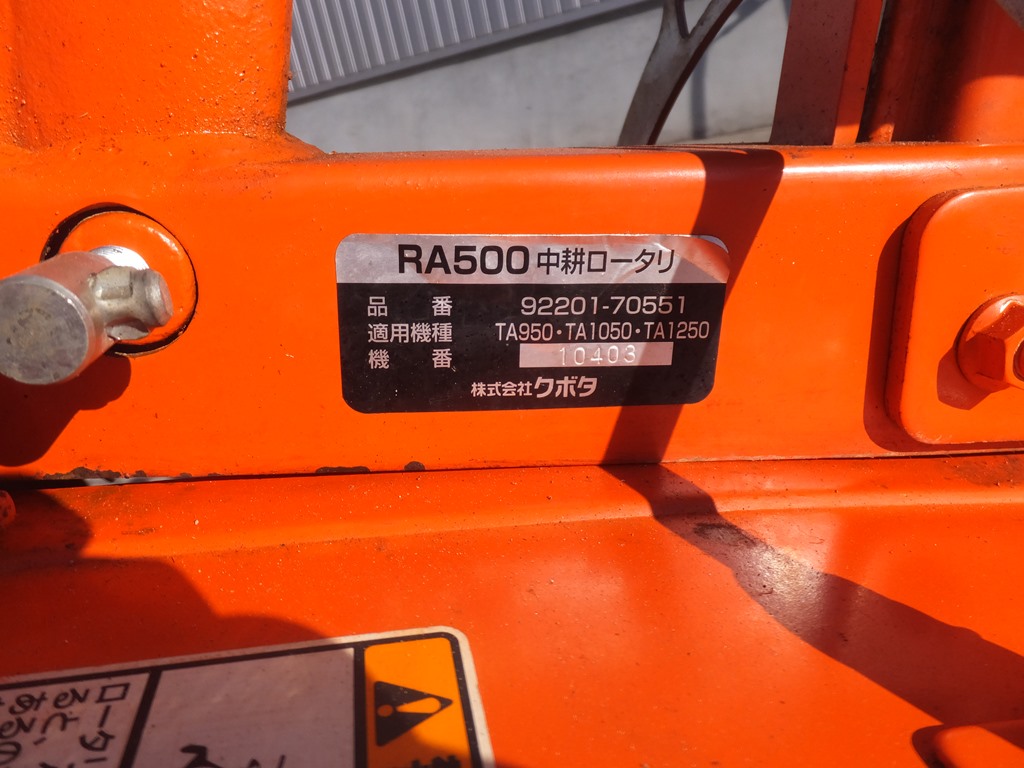 RA500 中耕ロータリ
品 番 92201-70551
適用機種 TA950・TA1050・TA1250
機 番 10403
株式会社クボタ